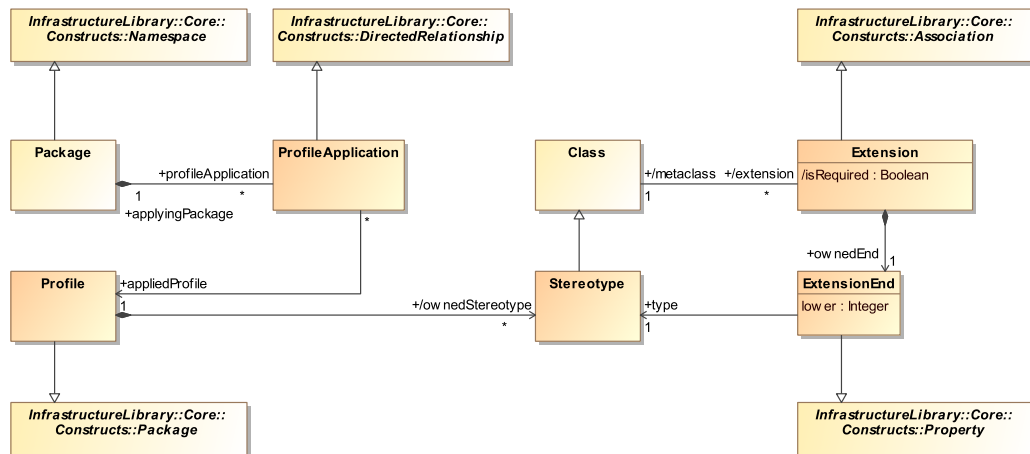 InfrastructureLibrary::Core::
Constructs::Namespace
InfrastructureLibrary::Core::
Constructs::DirectedRelationship
InfrastructureLibrary::Core::
Consturcts::Association
Package
ProfileApplication
Class
Extension
/isRequired : Boolean
+profileApplication
1
*
+applyingPackage
+/metaclass
+/extension
1
*
*
+ownedEnd
1
Profile
+appliedProfile
1
+/ownedStereotype
*
Stereotype
+type
1
ExtensionEnd
lower : Integer
InfrastructureLibrary::Core::
Constructs::Package
InfrastructureLibrary::Core::
Constructs::Property